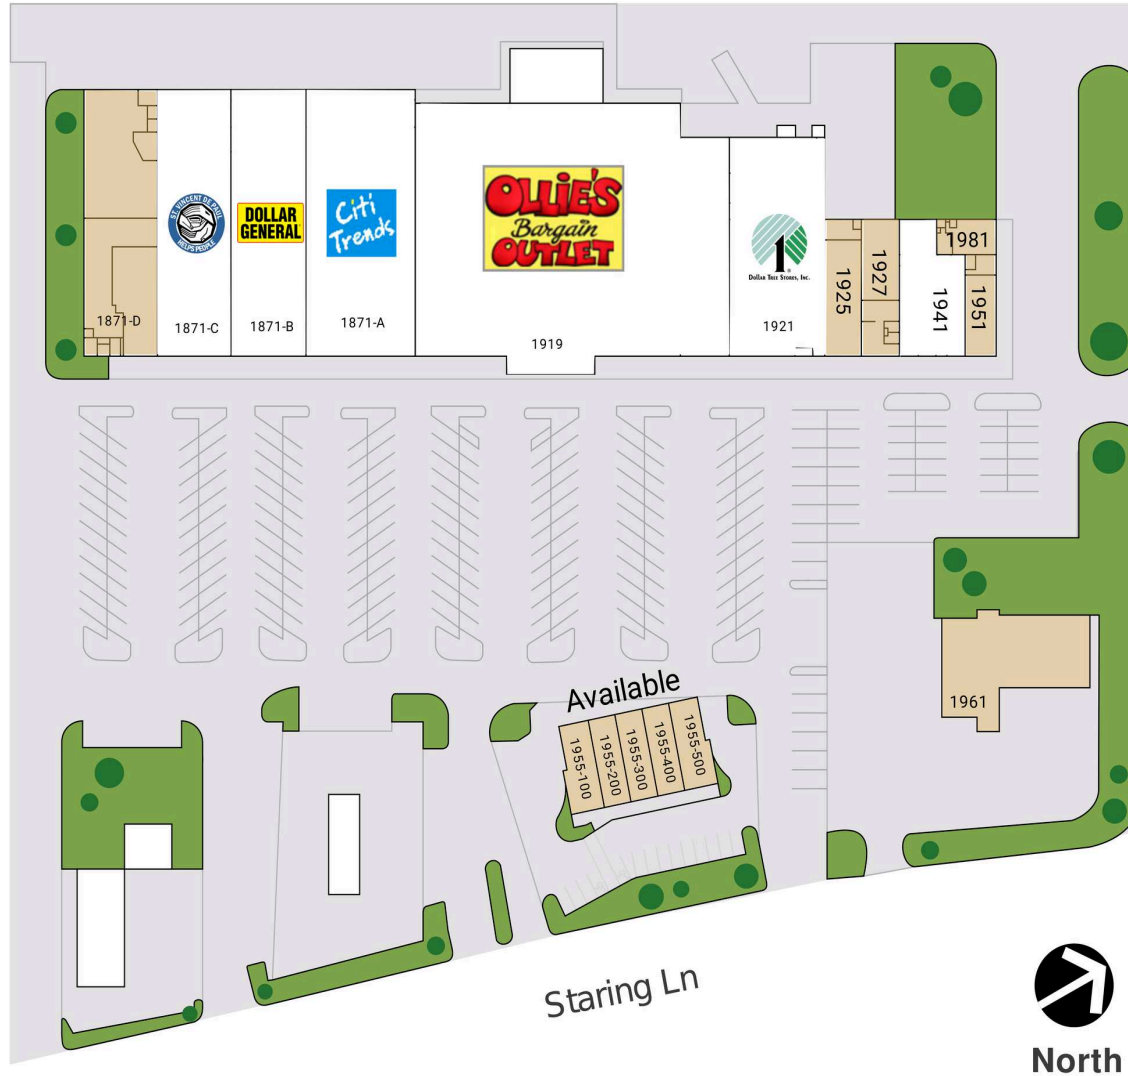 ST. VINCENT DE PAUL
HELPS PEOPLE
DOLLAR
GENERAL
Citi
Trends
OLLIE'S
Bargain
OUTLET
1
Dollar Tree Stores, Inc.
1871-D
1871-C
1871-B
1871-A
1919
1921
1925
1927
1941
1981
1951
Available
1955-100
1955-200
1955-300
1955-400
1955-500
1961
Staring Ln
North